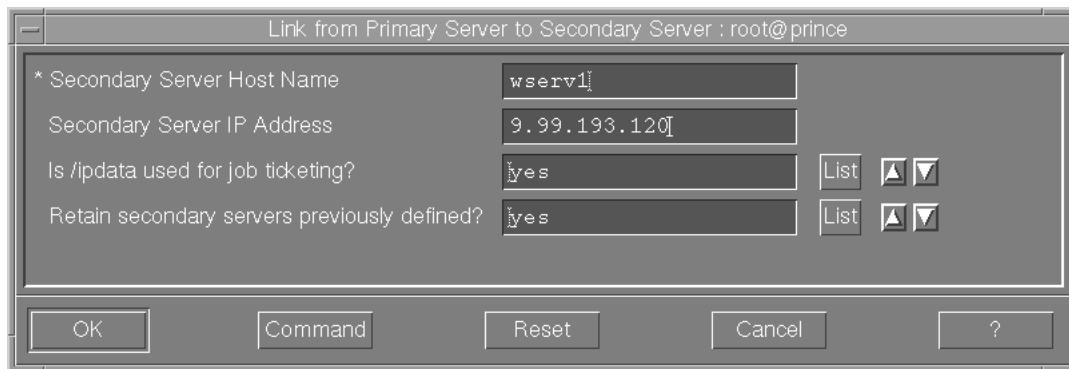 Link from Primary Server to Secondary Server : root@prince
* Secondary Server Host Name wserv1
Secondary Server IP Address 9.99.193.120
Is /ipdata used for job ticketing? yes List
Retain secondary servers previously defined? yes List
OK Command Reset Cancel ?